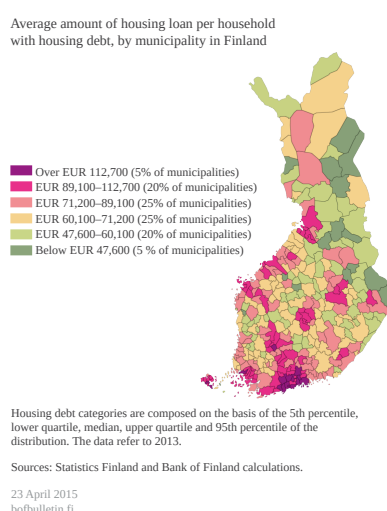 Average amount of housing loan per household
with housing debt, by municipality in Finland
Over EUR 112,700 (5% of municipalities)
EUR 89,100–112,700 (20% of municipalities)
EUR 71,200–89,100 (25% of municipalities)
EUR 60,100–71,200 (25% of municipalities)
EUR 47,600–60,100 (20% of municipalities)
Below EUR 47,600 (5 % of municipalities)
Housing debt categories are composed on the basis of the 5th percentile,
lower quartile, median, upper quartile and 95th percentile of the
distribution. The data refer to 2013.
Sources: Statistics Finland and Bank of Finland calculations.
23 April 2015
bofbulletin.fi